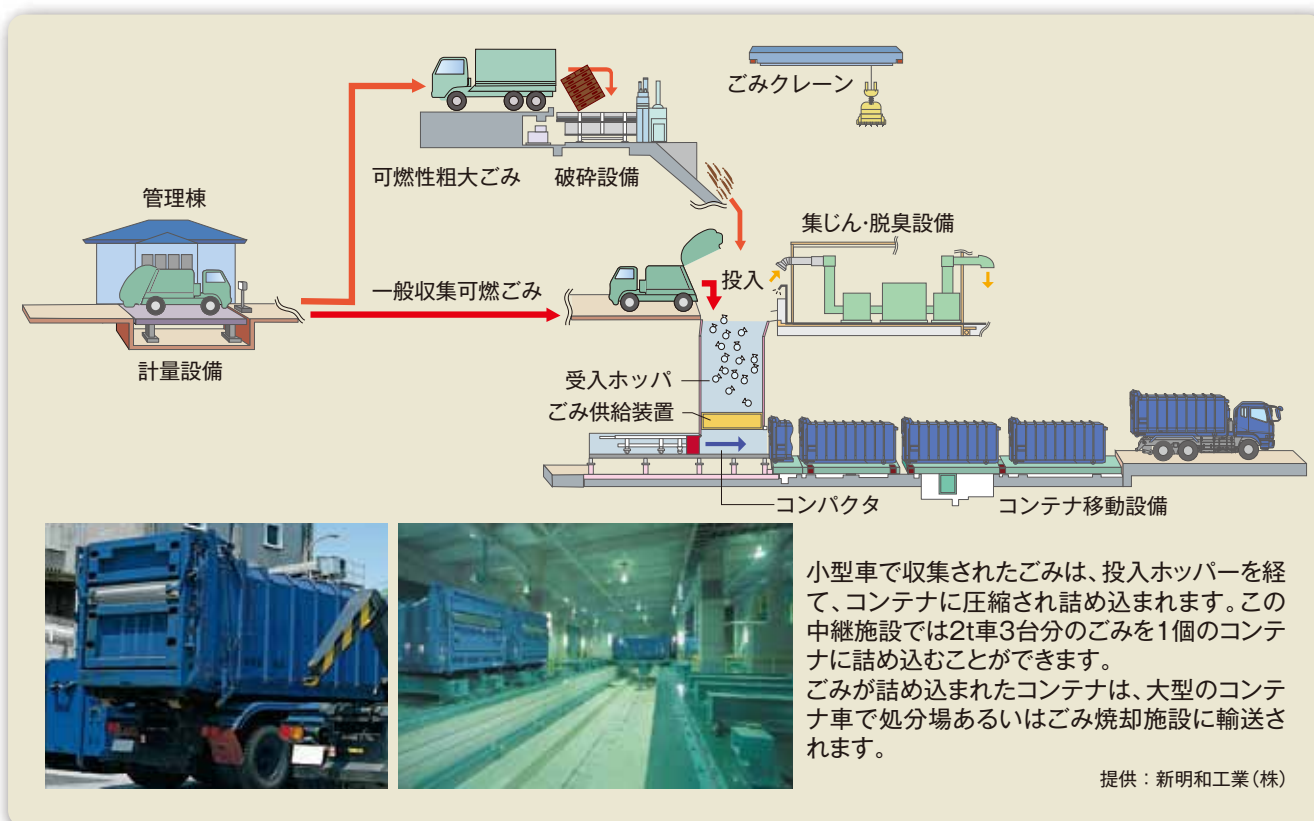 ごみクレーン
可燃性粗大ごみ
破砕設備
管理棟
集じん・脱臭設備
一般収集可燃ごみ
投入
計量設備
受入ホッパ
ごみ供給装置
コンパクタ
コンテナ移動設備
小型車で収集されたごみは、投入ホッパーを経
て、コンテナに圧縮され詰め込まれます。この
中継施設では2t車3台分のごみを1個のコンテ
ナに詰め込むことができます。
ごみが詰め込まれたコンテナは、大型のコンテ
ナ車で処分場あるいはごみ焼却施設に輸送さ
れます。
提供：新明和工業(株)